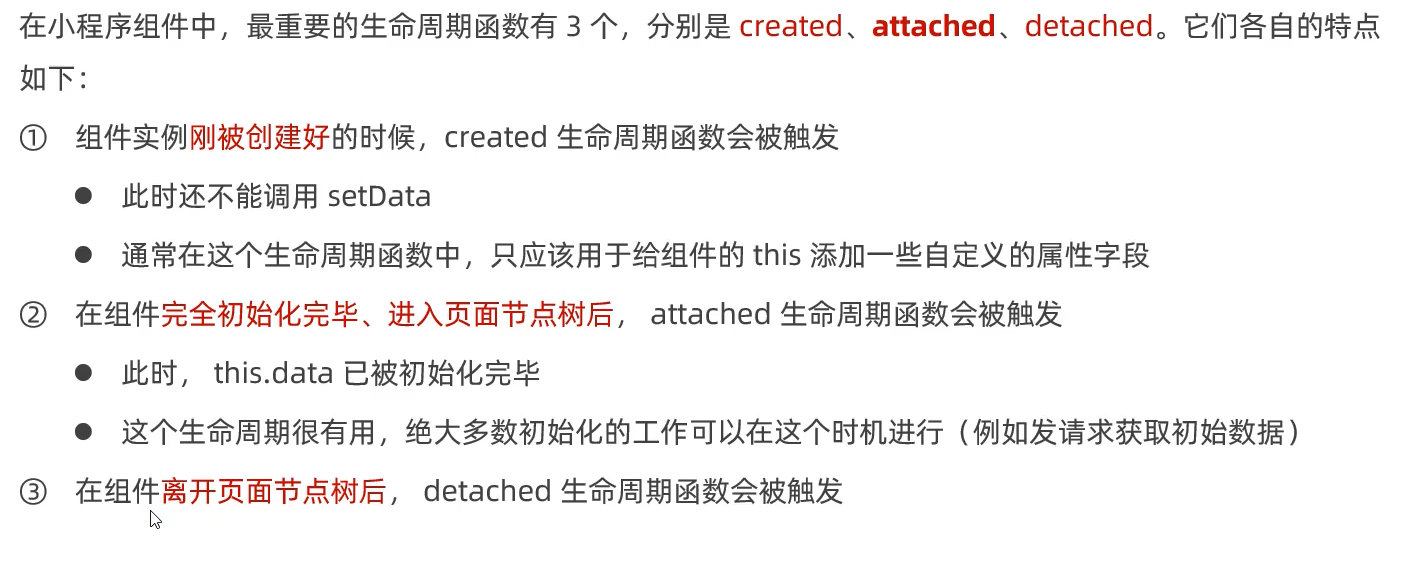 在小程序组件中，最重要的生命周期函数有 3 个，分别是 created、attached、detached。它们各自的特点
如下：
① 组件实例刚被创建好的时候，created 生命周期函数会被触发
● 此时还不能调用 setData
● 通常在这个生命周期函数中，只应该用于给组件的 this 添加一些自定义的属性字段
② 在组件完全初始化完毕、进入页面节点树后， attached 生命周期函数会被触发
● 此时， this.data 已被初始化完毕
● 这个生命周期很有用，绝大多数初始化的工作可以在这个时机进行（例如发请求获取初始数据）
③ 在组件离开页面节点树后， detached 生命周期函数会被触发